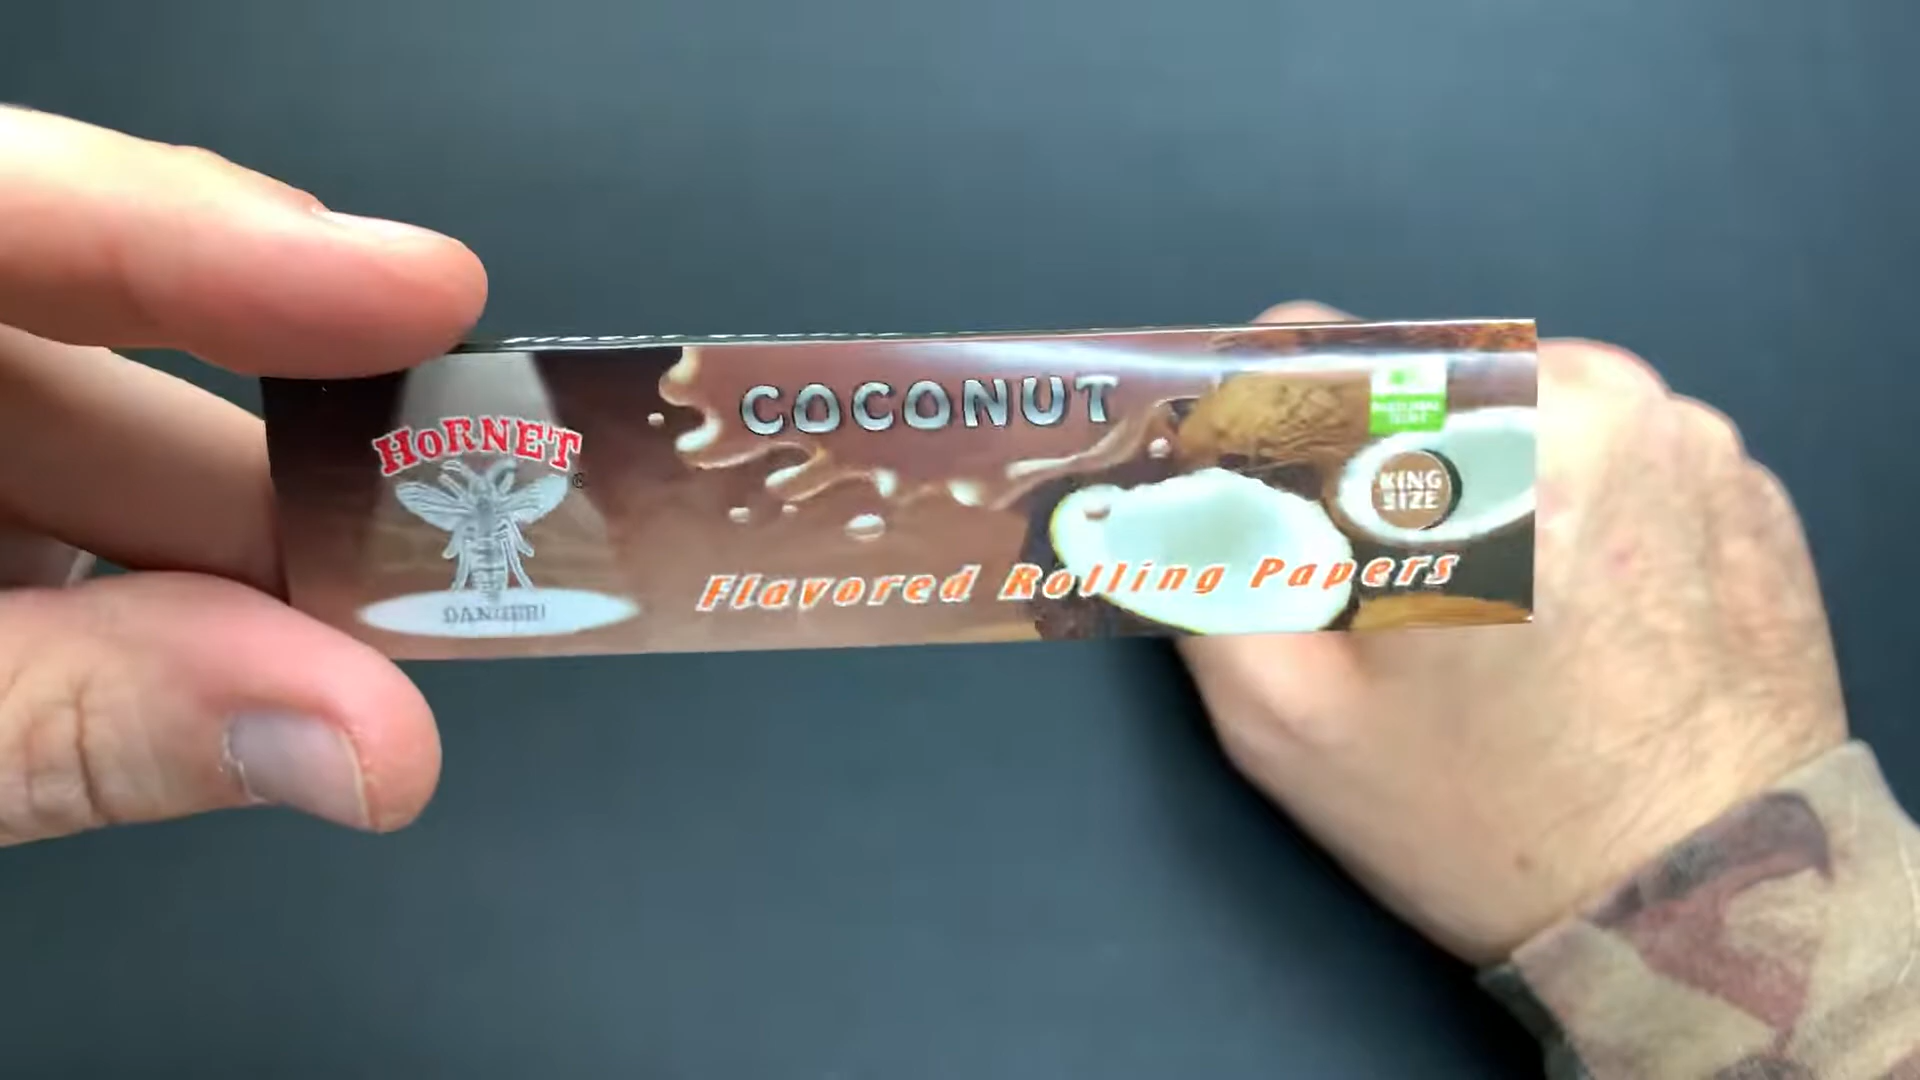 COCONUT
HORNET
®
KING
SIZE
Flavored Rolling Papers
DANGER!